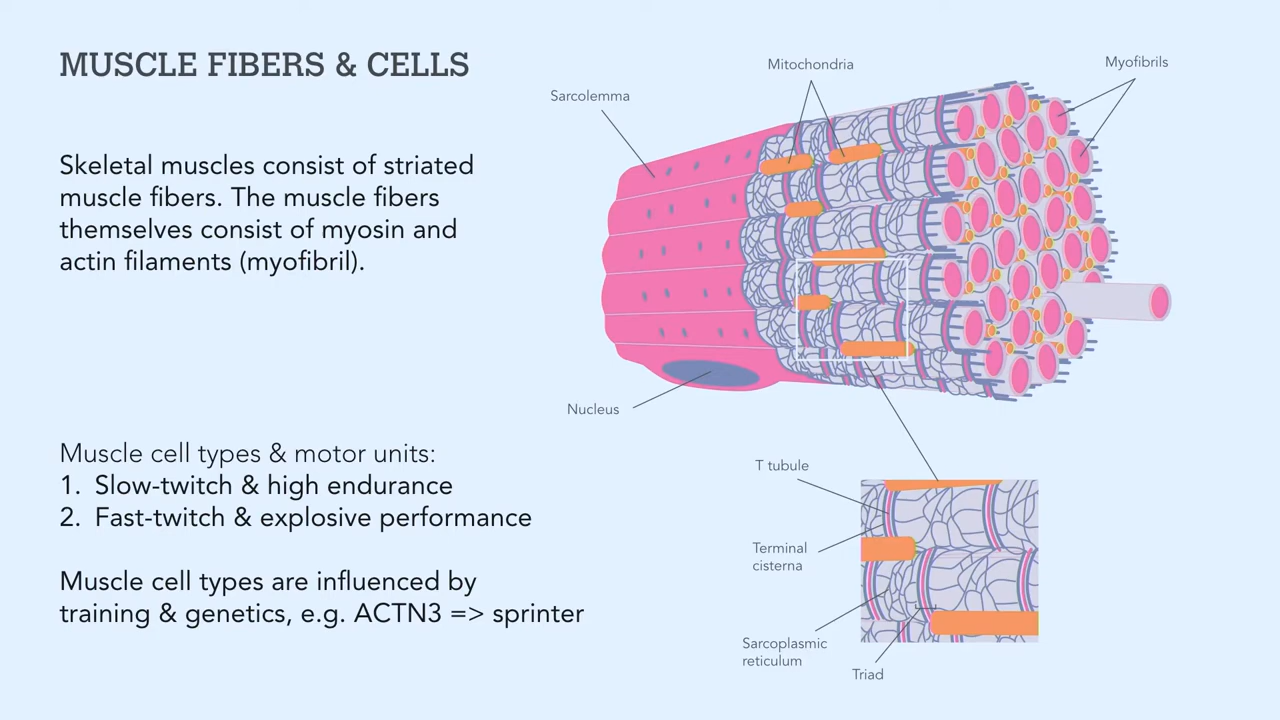 MUSCLE FIBERS & CELLS
Skeletal muscles consist of striated
muscle fibers. The muscle fibers
themselves consist of myosin and
actin filaments (myofibril).
Muscle cell types & motor units:
1. Slow-twitch & high endurance
2. Fast-twitch & explosive performance
Muscle cell types are influenced by
training & genetics, e.g. ACTN3 => sprinter
Mitochondria
Myofibrils
Sarcolemma
Nucleus
T tubule
Terminal
cisterna
Sarcoplasmic
reticulum
Triad